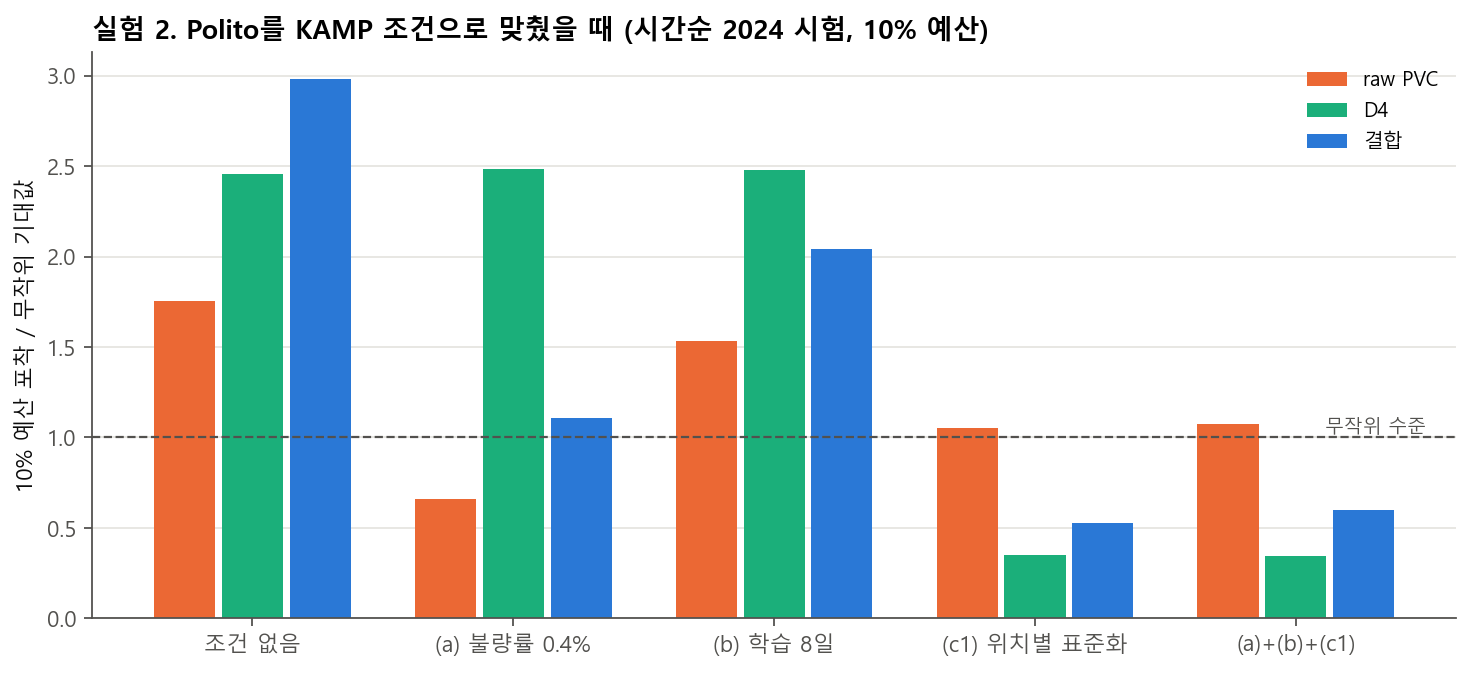 실험 2. Polito를 KAMP 조건으로 맞췄을 때 (시간순 2024 시험, 10% 예산)
10% 예산 포착 / 무작위 기대값
3.0
2.5
2.0
1.5
1.0
0.5
0.0
raw PVC
D4
결합
무작위 수준
조건 없음
(a) 불량률 0.4%
(b) 학습 8일
(c1) 위치별 표준화
(a)+(b)+(c1)